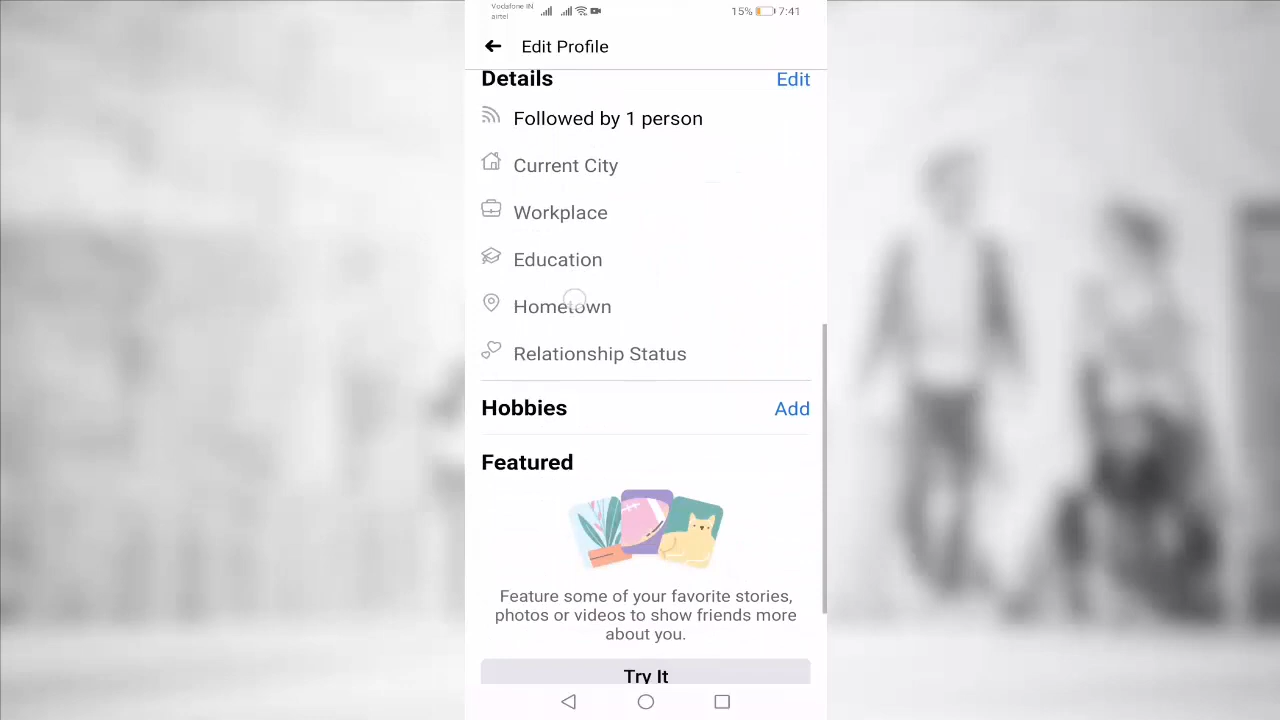 Vodafone IN
airtel
15% 7:41
Edit Profile
Details Edit
Followed by 1 person
Current City
Workplace
Education
Hometown
Relationship Status
Hobbies Add
Featured
Feature some of your favorite stories,
photos or videos to show friends more
about you.
Try It